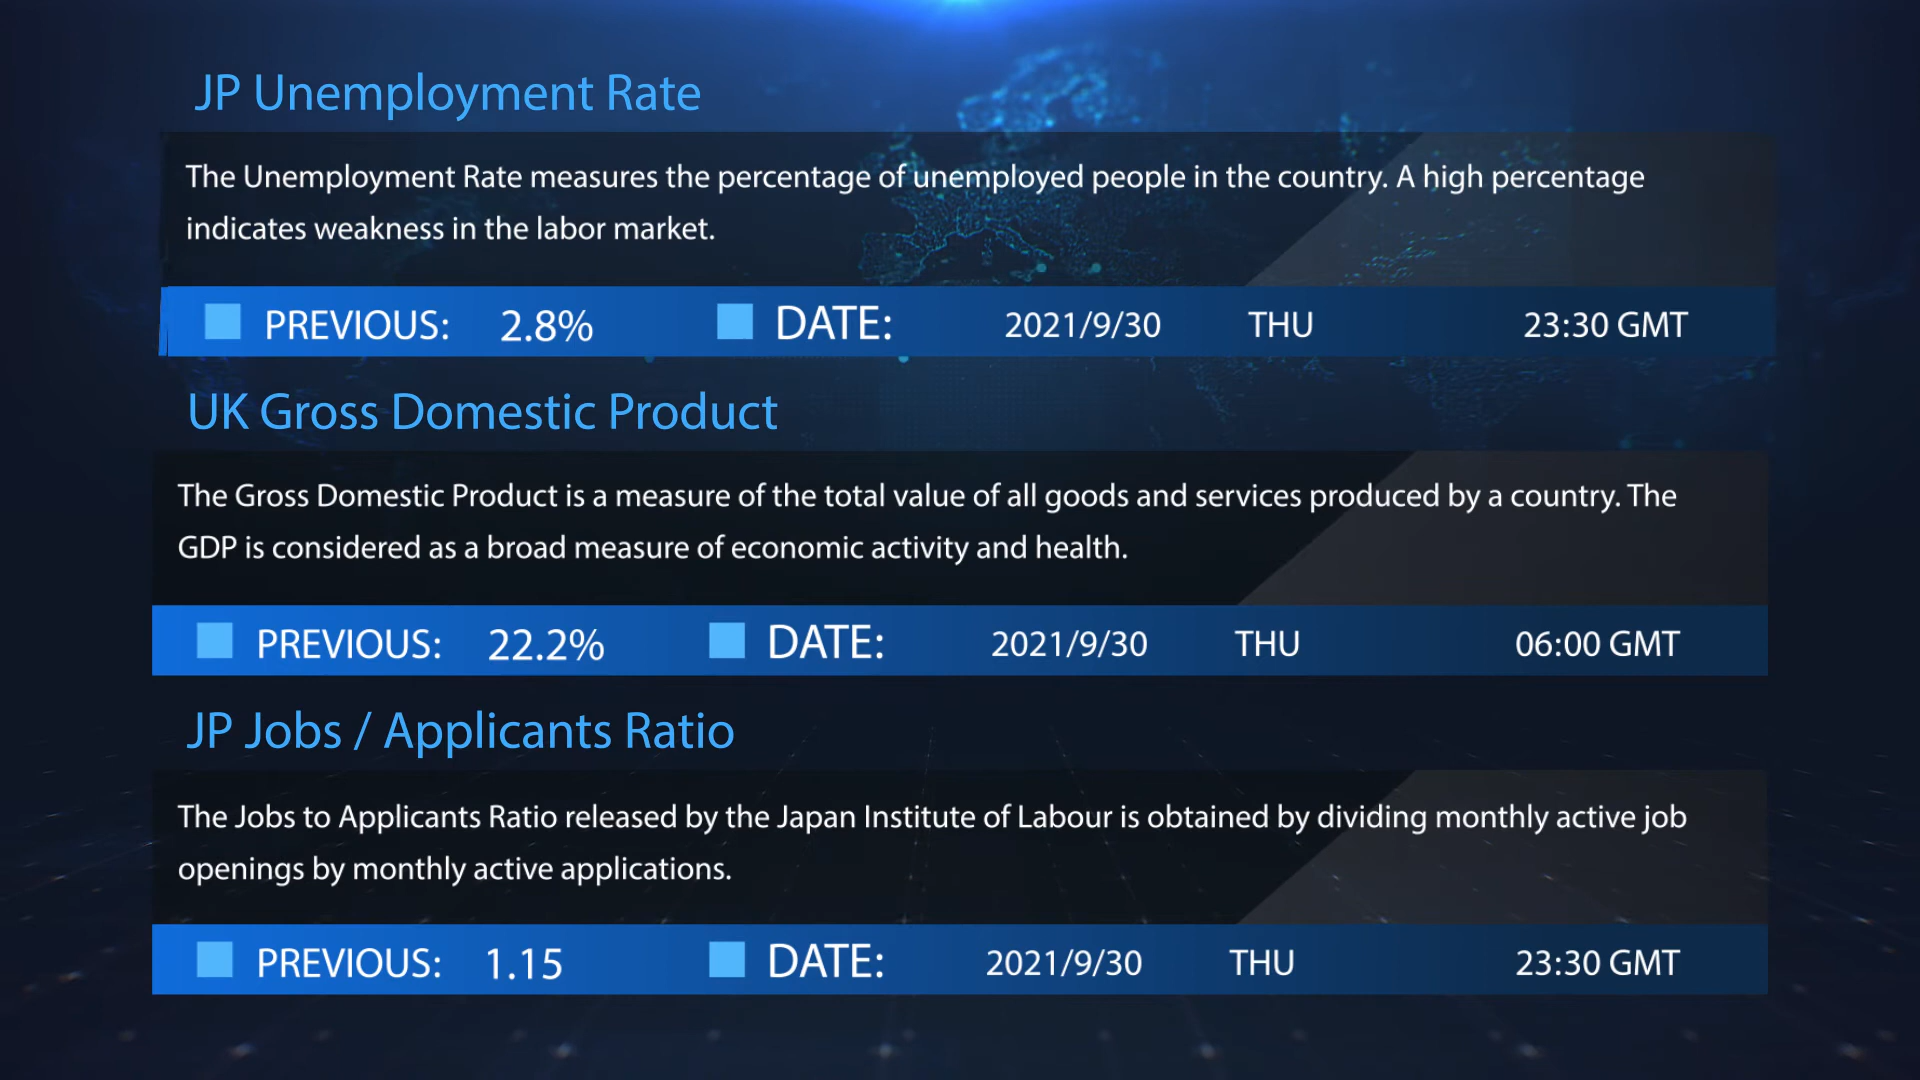 JP Unemployment Rate
The Unemployment Rate measures the percentage of unemployed people in the country. A high percentage
indicates weakness in the labor market.
PREVIOUS: 2.8% DATE: 2021/9/30 THU 23:30 GMT
UK Gross Domestic Product
The Gross Domestic Product is a measure of the total value of all goods and services produced by a country. The
GDP is considered as a broad measure of economic activity and health.
PREVIOUS: 22.2% DATE: 2021/9/30 THU 06:00 GMT
JP Jobs / Applicants Ratio
The Jobs to Applicants Ratio released by the Japan Institute of Labour is obtained by dividing monthly active job
openings by monthly active applications.
PREVIOUS: 1.15 DATE: 2021/9/30 THU 23:30 GMT